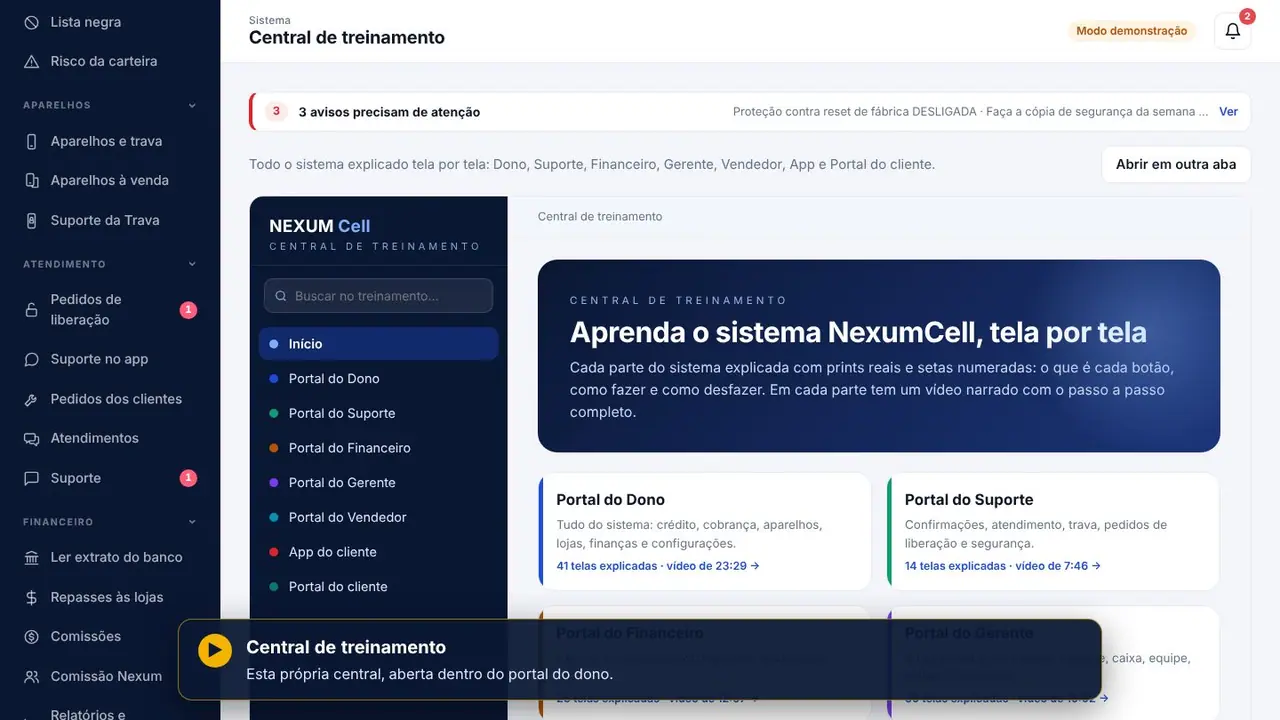 Lista negra
Risco da carteira
APARELHOS
Aparelhos e trava
Aparelhos à venda
Suporte da Trava
ATENDIMENTO
Pedidos de
liberação
1
Suporte no app
Pedidos dos clientes
Atendimentos
Suporte
1
FINANCEIRO
Ler extrato do banco
Repasses às lojas
Comissões
Comissão Nexum
Relatórios e
Sistema
Central de treinamento
Modo demonstração
2
3
3 avisos precisam de atenção
Proteção contra reset de fábrica DESLIGADA · Faça a cópia de segurança da semana ...
Ver
Todo o sistema explicado tela por tela: Dono, Suporte, Financeiro, Gerente, Vendedor, App e Portal do cliente.
Abrir em outra aba
NEXUM Cell
CENTRAL DE TREINAMENTO
Buscar no treinamento...
Início
Portal do Dono
Portal do Suporte
Portal do Financeiro
Portal do Gerente
Portal do Vendedor
App do cliente
Portal do cliente
Central de treinamento
CENTRAL DE TREINAMENTO
Aprenda o sistema NexumCell, tela por tela
Cada parte do sistema explicada com prints reais e setas numeradas: o que é cada botão,
como fazer e como desfazer. Em cada parte tem um vídeo narrado com o passo a passo
completo.
Portal do Dono
Tudo do sistema: crédito, cobrança, aparelhos,
lojas, finanças e configurações.
41 telas explicadas · vídeo de 23:29 →
Portal do Suporte
Confirmações, atendimento, trava, pedidos de
liberação e segurança.
14 telas explicadas · vídeo de 7:46 →
Portal do Financeiro
Portal do Gerente
caixa, equipe,
Central de treinamento
Esta própria central, aberta dentro do portal do dono.